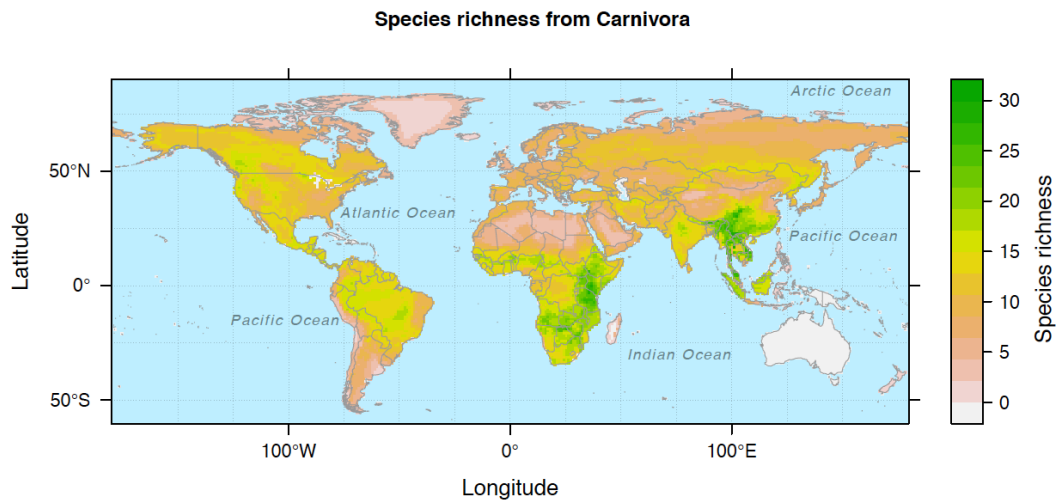 Species richness from Carnivora
Arctic Ocean
Atlantic Ocean
Pacific Ocean
Pacific Ocean
Indian Ocean
50°N
0°
50°S
Latitude
100°W
0°
100°E
Longitude
30
25
20
15
10
5
0
Species richness